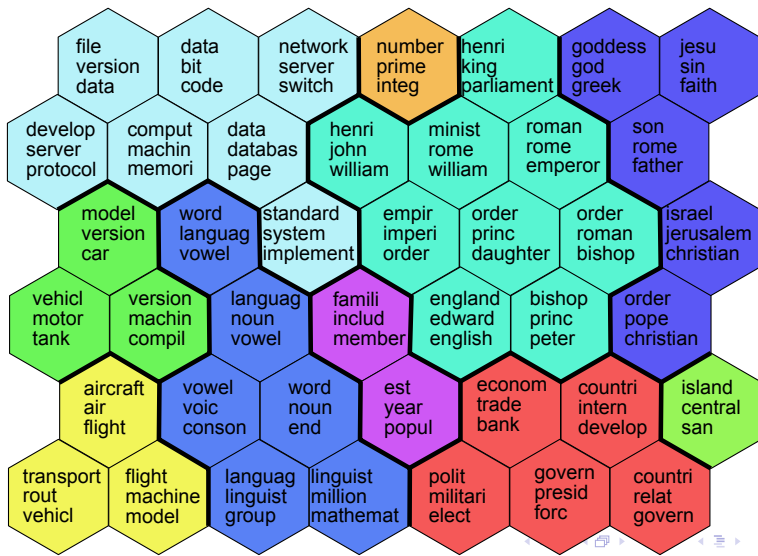 file
version
data
data
bit
code
network
server
switch
number
prime
integ
henri
king
parliament
goddess
god
greek
jesu
sin
faith
develop
server
protocol
comput
machin
memori
data
databas
page
henri
john
william
minist
rome
william
roman
rome
emperor
son
rome
father
model
version
car
word
languag
vowel
standard
system
implement
empir
imperi
order
order
princ
daughter
order
roman
bishop
israel
jerusalem
christian
vehicl
motor
tank
version
machin
compil
languag
noun
vowel
famili
includ
member
england
edward
english
bishop
princ
peter
order
pope
christian
aircraft
air
flight
vowel
voic
conson
word
noun
end
est
year
popul
econom
trade
bank
countri
intern
develop
island
central
san
transport
rout
vehicl
flight
machine
model
languag
linguist
group
linguist
million
mathemat
polit
militari
elect
govern
presid
forc
countri
relat
govern